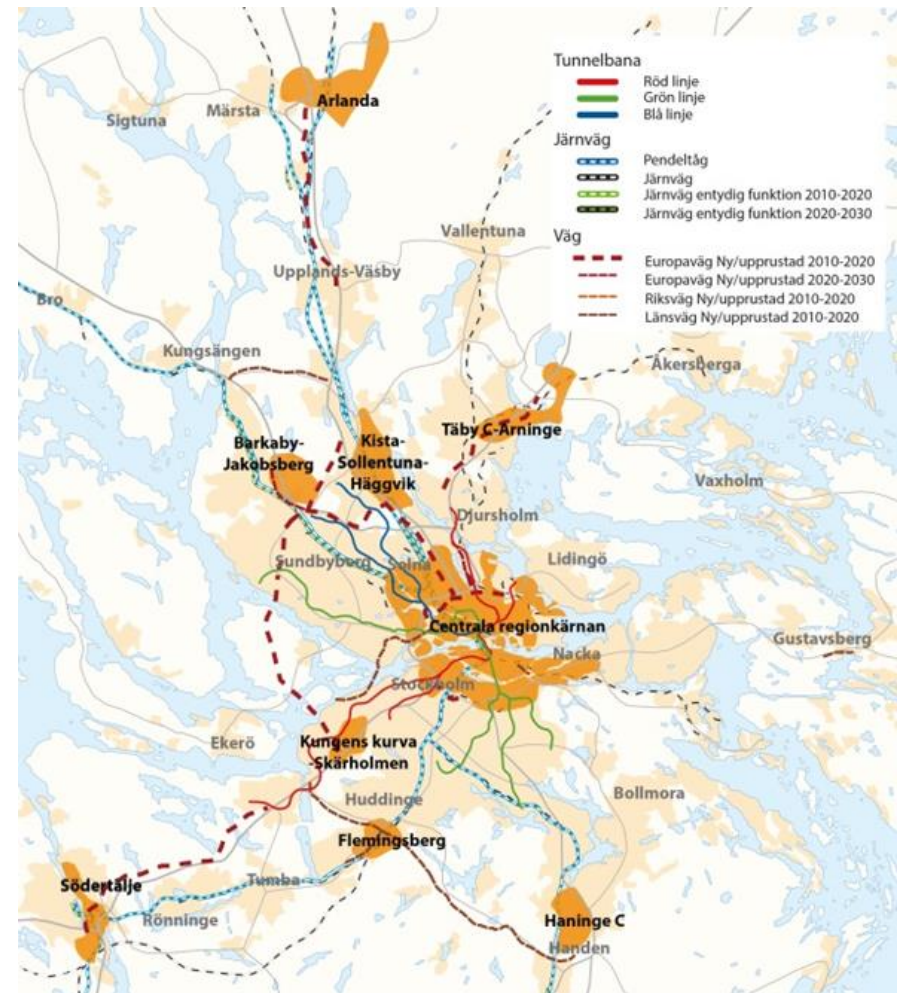 Tunnelbana
Röd linje
Grön linje
Blå linje
Järnväg
Pendeltåg
Järnväg
Järnväg entydig funktion 2010-2020
Järnväg entydig funktion 2020-2030
Väg
Europaväg Ny/upprustad 2010-2020
Europaväg Ny/upprustad 2020-2030
Riksväg Ny/upprustad 2010-2020
Länsväg Ny/upprustad 2010-2020
Arlanda
Märsta
Sigtuna
Vallentuna
Upplands-Väsby
Bro
Kungsängen
Åkersberga
Täby C-Arninge
Barkaby-
Jakobsberg
Kista-
Sollentuna-
Häggvik
Vaxholm
Djursholm
Sundbyberg
Solna
Lidingö
Centrala regionkärnan
Gustavsberg
Nacka
Stockholm
Ekerö
Kungens kurva
-Skärholmen
Huddinge
Bollmora
Flemingsberg
Södertälje
Tumba
Rönninge
Haninge C
Handen